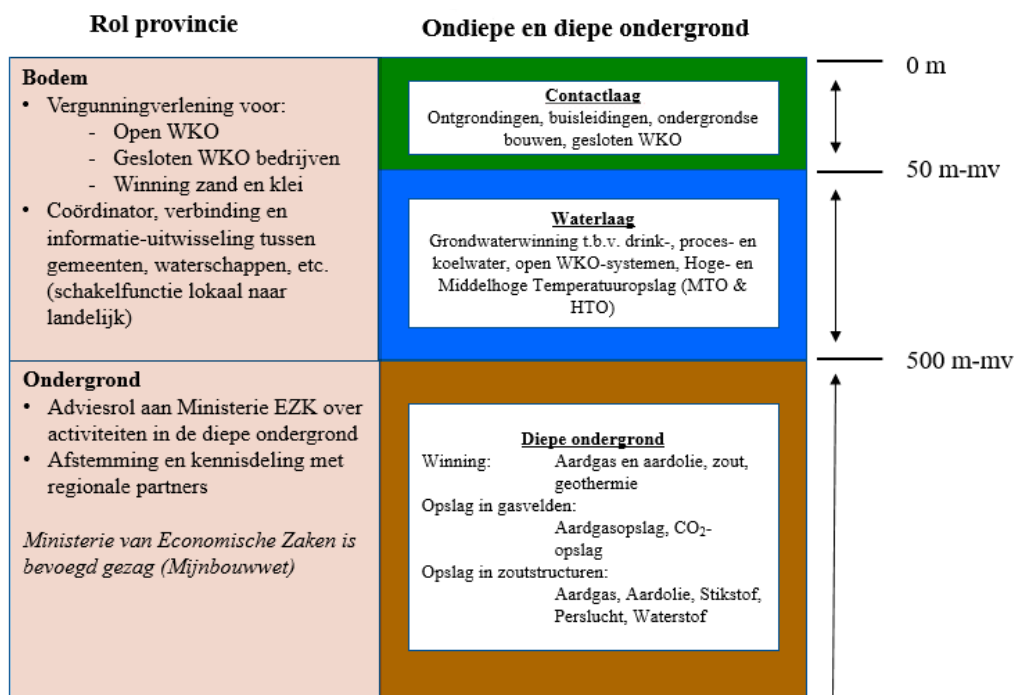 Rol provincie
Ondiepe en diepe ondergrond
Bodem
• Vergunningverlening voor:
- Open WKO
- Gesloten WKO bedrijven
- Winning zand en klei
• Coördinator, verbinding en
informatie-uitwisseling tussen
gemeenten, waterschappen, etc.
(schakelfunctie lokaal naar
landelijk)
Ondergrond
• Adviesrol aan Ministerie EZK over
activiteiten in de diepe ondergrond
• Afstemming en kennisdeling met
regionale partners
Ministerie van Economische Zaken is
bevoegd gezag (Mijnbouwwet)
Contactlaag
Ontgrondingen, buisleidingen, ondergrondse
bouwen, gesloten WKO
Waterlaag
Grondwaterwinning t.b.v. drink-, proces- en
koelwater, open WKO-systemen, Hoge- en
Middelhoge Temperatuuropslag (MTO &
HTO)
Diepe ondergrond
Winning: Aardgas en aardolie, zout,
geothermie
Opslag in gasvelden:
Aardgasopslag, CO₂-
opslag
Opslag in zoutstructuren:
Aardgas, Aardolie, Stikstof,
Perslucht, Waterstof
0 m
50 m-mv
500 m-mv